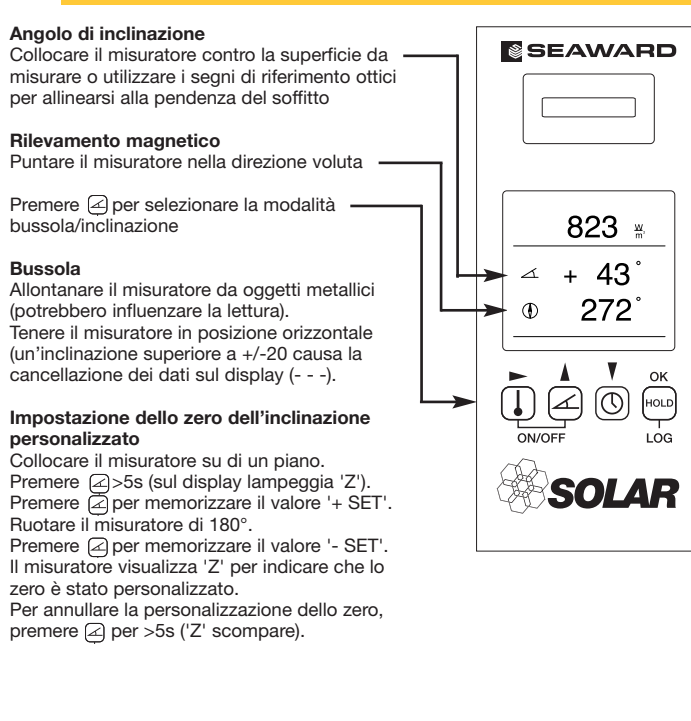 Angolo di inclinazione
Collocare il misuratore contro la superficie da
misurare o utilizzare i segni di riferimento ottici
per allinearsi alla pendenza del soffitto
Rilevamento magnetico
Puntare il misuratore nella direzione voluta
Premere per selezionare la modalità
bussola/inclinazione
Bussola
Allontanare il misuratore da oggetti metallici
(potrebbero influenzare la lettura).
Tenere il misuratore in posizione orizzontale
(un'inclinazione superiore a +/-20 causa la
cancellazione dei dati sul display (- - -).
Impostazione dello zero dell'inclinazione
personalizzato
Collocare il misuratore su di un piano.
Premere >5s (sul display lampeggia 'Z').
Premere per memorizzare il valore '+ SET'.
Ruotare il misuratore di 180°.
Premere per memorizzare il valore '- SET'.
Il misuratore visualizza 'Z' per indicare che lo
zero è stato personalizzato.
Per annullare la personalizzazione dello zero,
premere per >5s ('Z' scompare).
SEAWARD
823 W/m²
+ 43°
272°
OK
HOLD
ON/OFF LOG
SOLAR